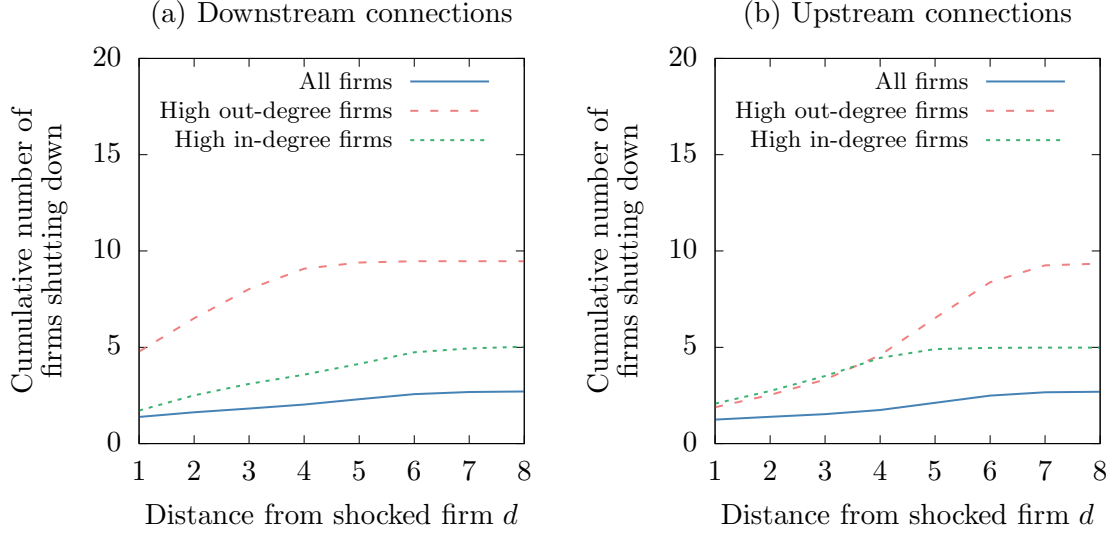 (a) Downstream connections
20
15
10
5
0
1 2 3 4 5 6 7 8
Cumulative number of
firms shutting down
Distance from shocked firm d
All firms
High out-degree firms
High in-degree firms
(b) Upstream connections
20
15
10
5
0
1 2 3 4 5 6 7 8
Cumulative number of
firms shutting down
Distance from shocked firm d
All firms
High out-degree firms
High in-degree firms